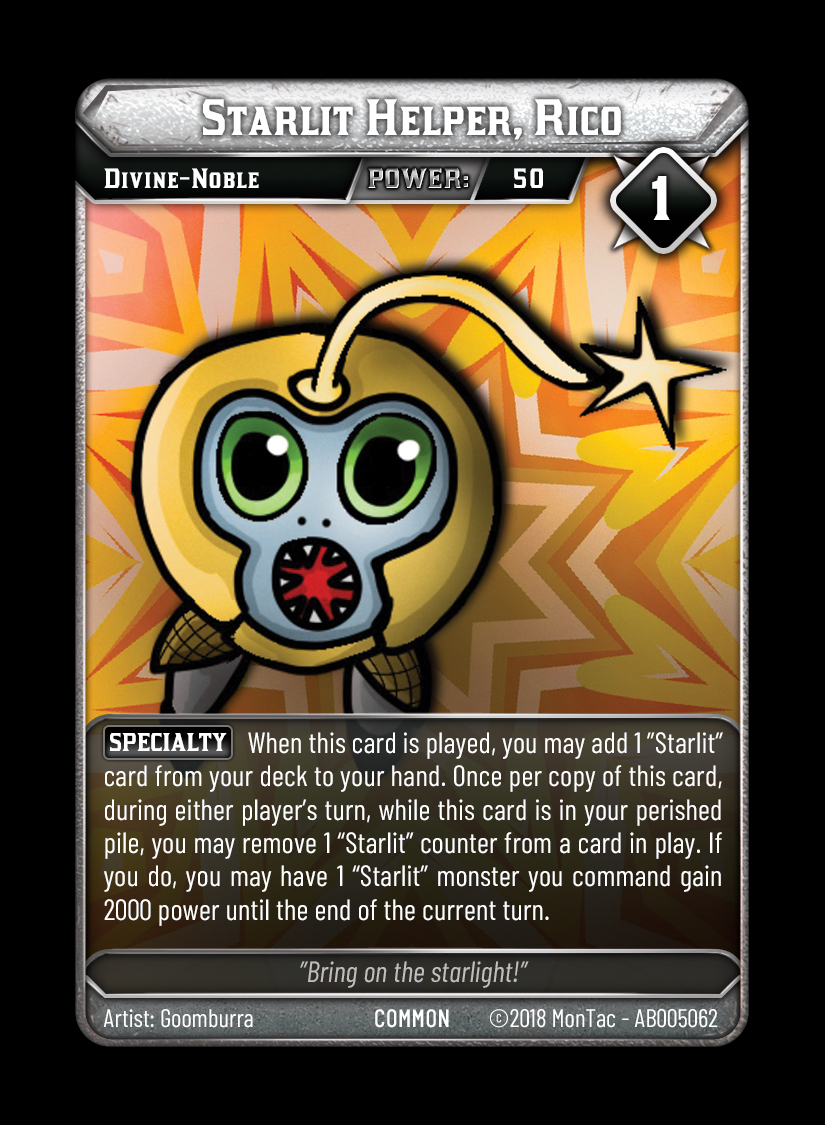 Starlit Helper, Rico
Divine-Noble POWER: 50
1
SPECIALTY When this card is played, you may add 1 "Starlit"
card from your deck to your hand. Once per copy of this card,
during either player's turn, while this card is in your perished
pile, you may remove 1 "Starlit" counter from a card in play. If
you do, you may have 1 "Starlit" monster you command gain
2000 power until the end of the current turn.
"Bring on the starlight!"
Artist: Goomburra COMMON ©2018 MonTac - AB005062